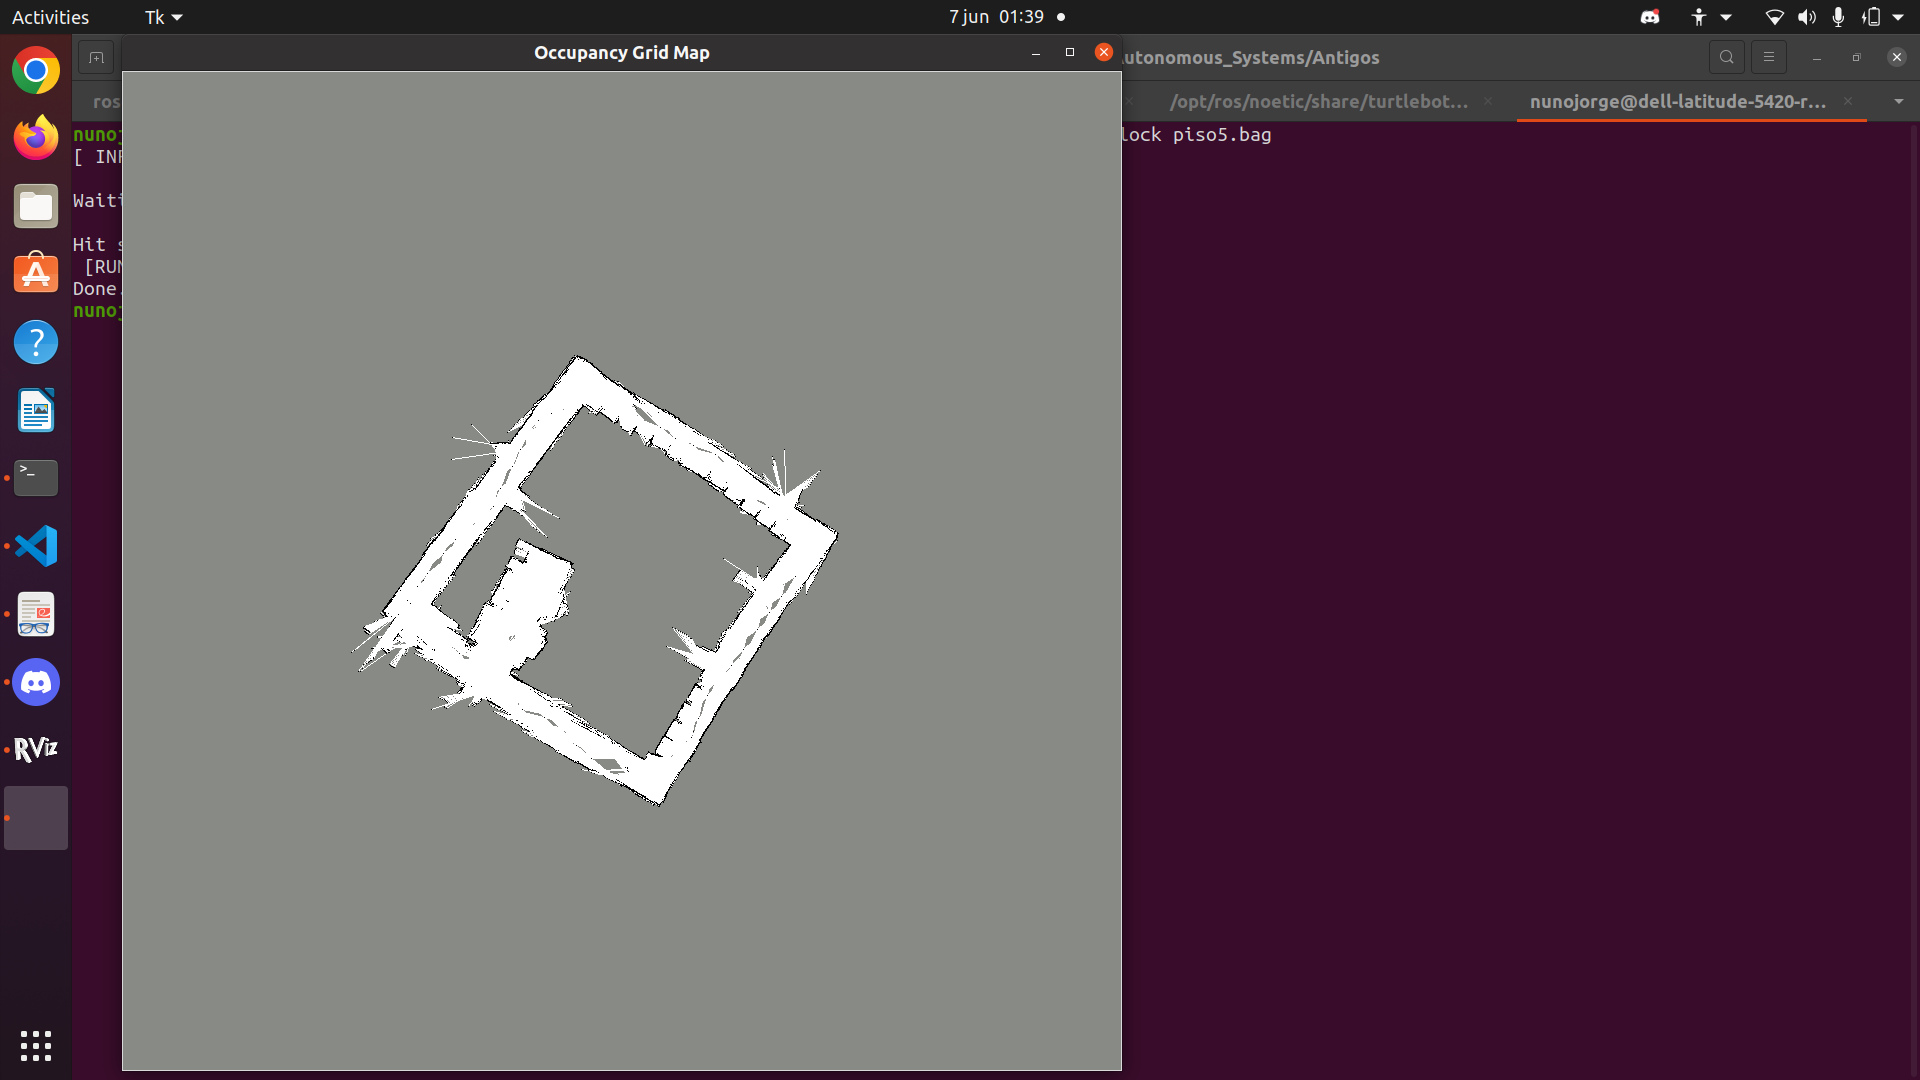 Activities
Tk
7 jun 01:39
Occupancy Grid Map
utonomous_Systems/Antigos
ros
/opt/ros/noetic/share/turtlebot...
nunojorge@dell-latitude-5420-r...
nuno
lock piso5.bag
[ INF
Wait
Hit s
[RUN
Done.
nuno
RViz